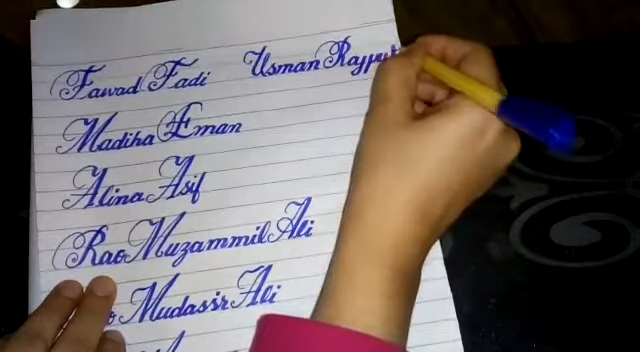 Fawad Fadi Usman Rajput
Madiha Eman
Alina Asif
Rao Muzammil Ali
Mudassir Ali